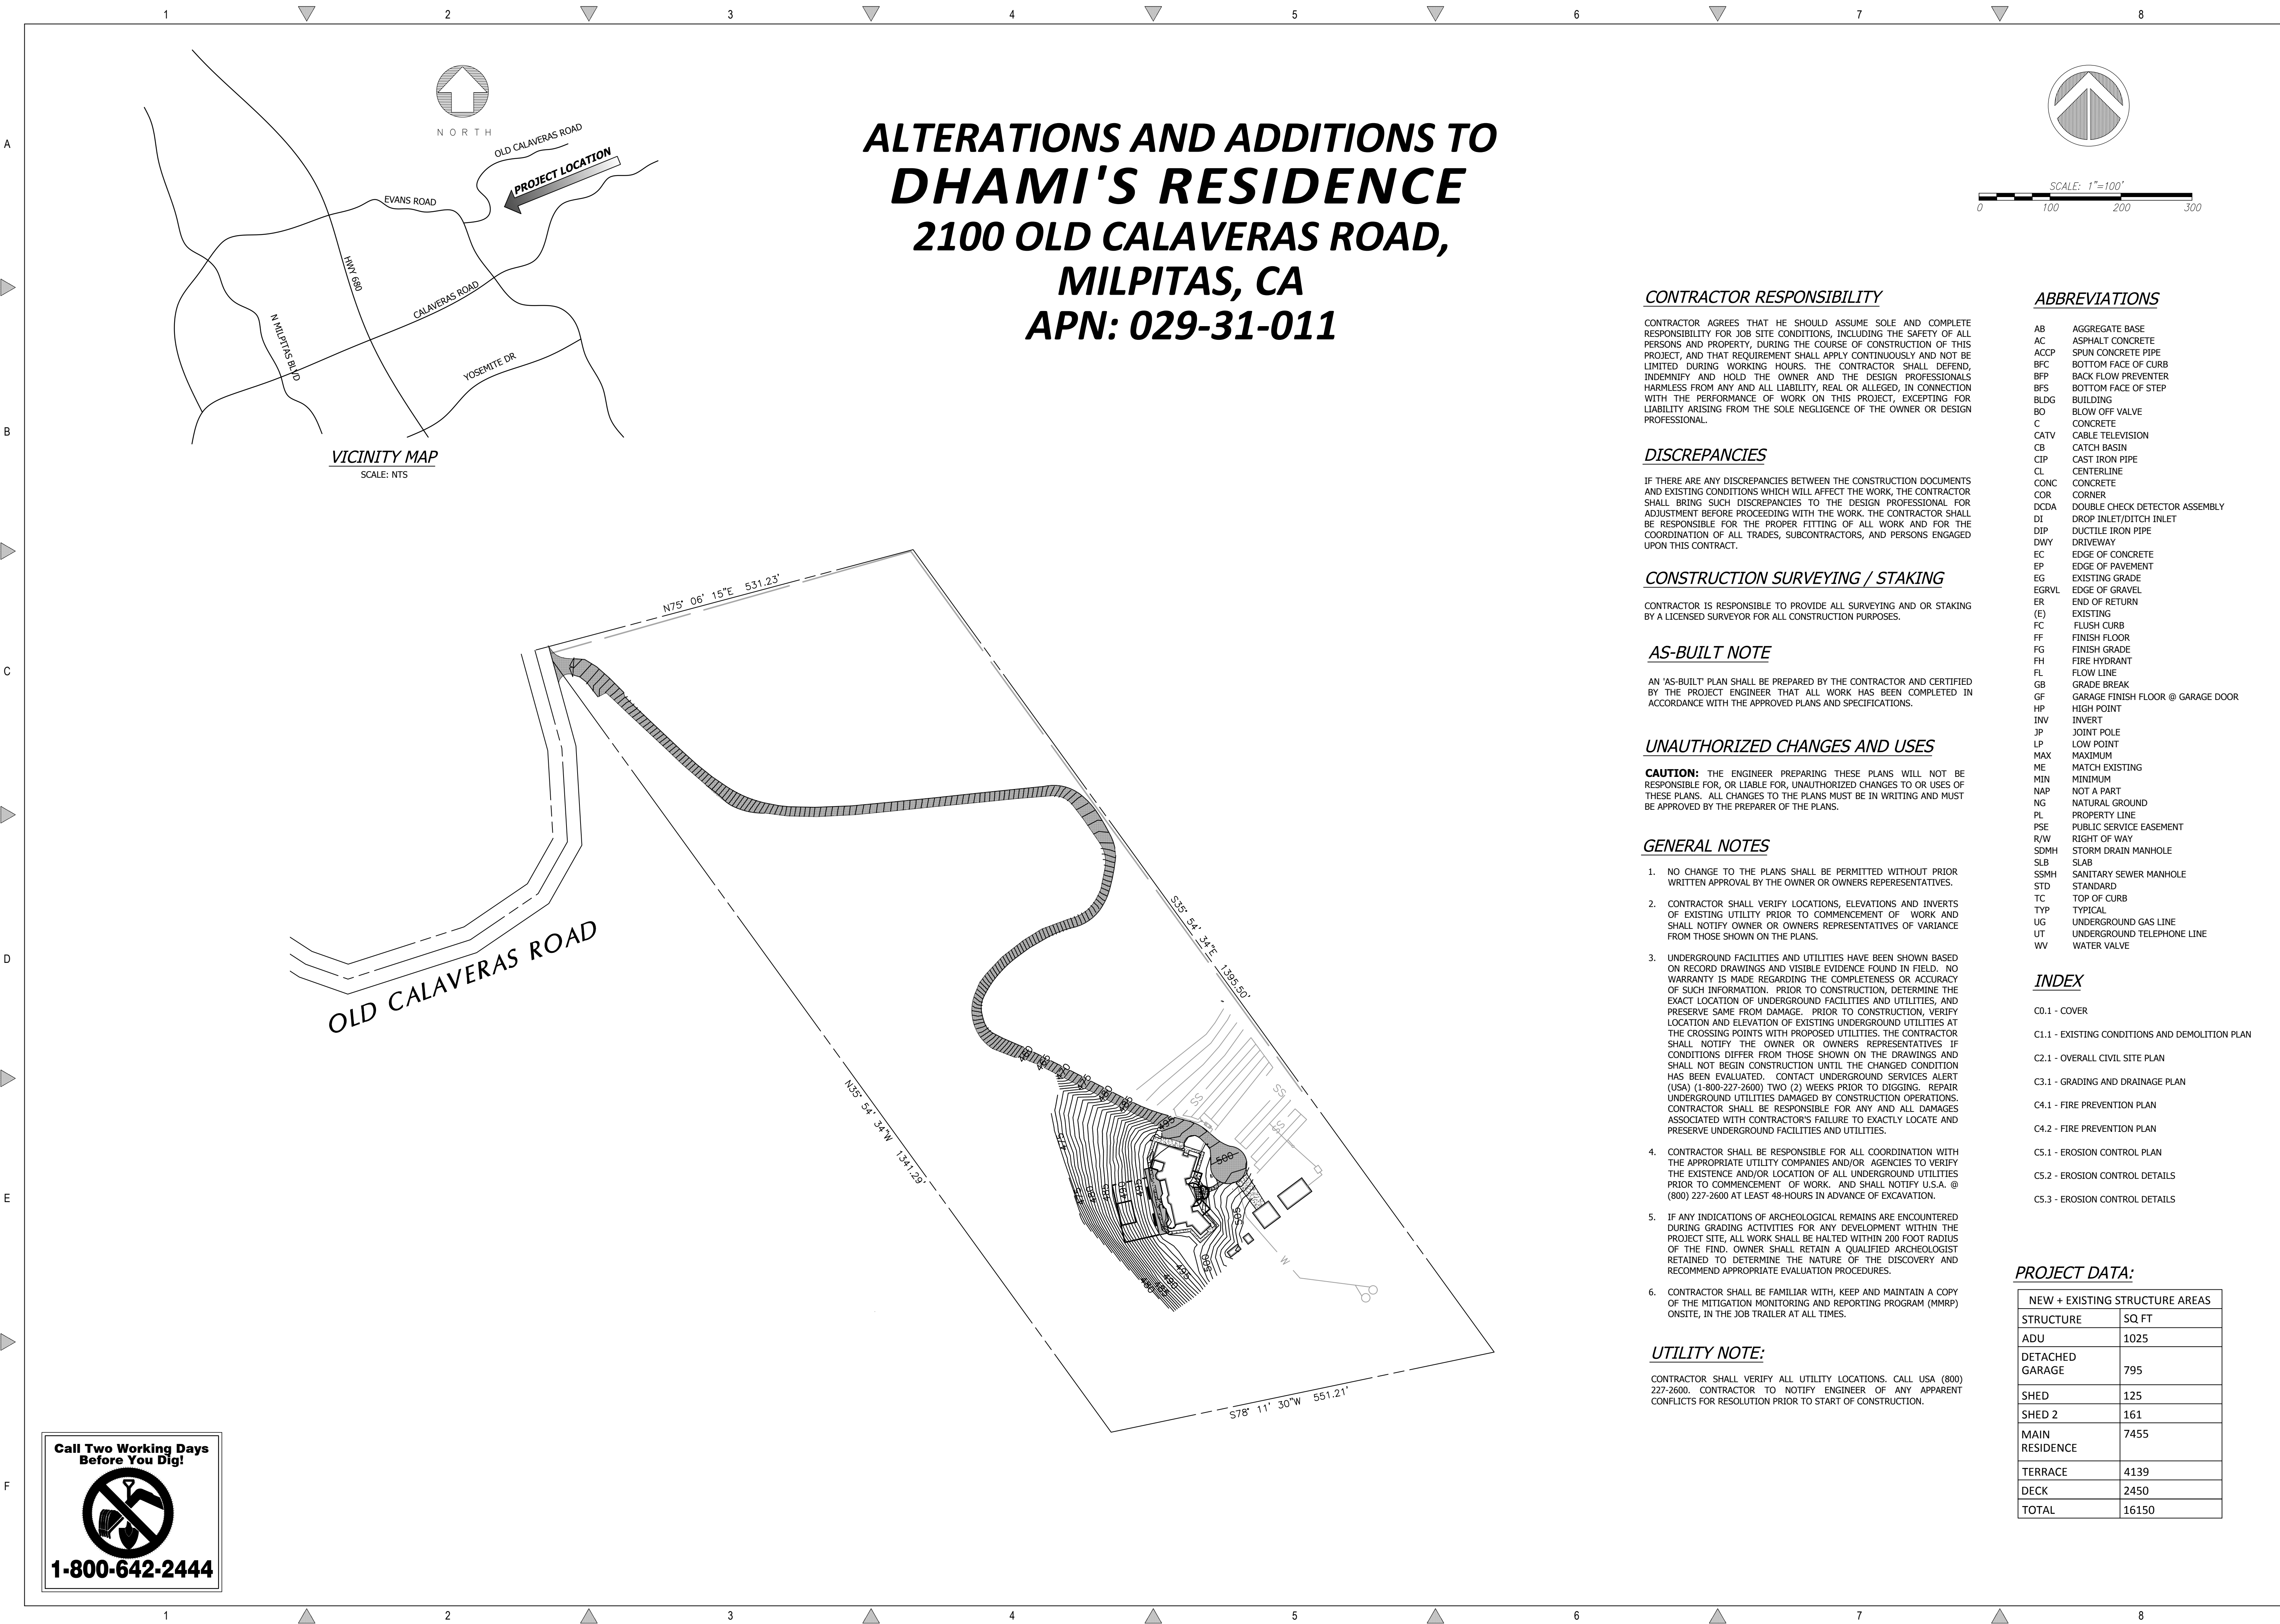 1 2 3 4 5 6 7 8
A
B
C
D
E
F
NORTH
OLD CALAVERAS ROAD
PROJECT LOCATION
EVANS ROAD
HWY 680
CALAVERAS ROAD
N MILPITAS BLVD
YOSEMITE DR
VICINITY MAP
SCALE: NTS
ALTERATIONS AND ADDITIONS TO
DHAMI'S RESIDENCE
2100 OLD CALAVERAS ROAD,
MILPITAS, CA
APN: 029-31-011
SCALE: 1"=100'
0 100 200 300
N75° 06' 15"E 531.23'
S35° 54' 34"E 1395.50'
N35° 54' 34"W 1341.29'
S78° 11' 30"W 551.21'
OLD CALAVERAS ROAD
460
465
470
475
480
485
495
500
SS
SS
SS
475
475
480
485
490
495
505
500
495
490
485
480
W
Call Two Working Days
Before You Dig!
1-800-642-2444
CONTRACTOR RESPONSIBILITY
CONTRACTOR AGREES THAT HE SHOULD ASSUME SOLE AND COMPLETE
RESPONSIBILITY FOR JOB SITE CONDITIONS, INCLUDING THE SAFETY OF ALL
PERSONS AND PROPERTY, DURING THE COURSE OF CONSTRUCTION OF THIS
PROJECT, AND THAT REQUIREMENT SHALL APPLY CONTINUOUSLY AND NOT BE
LIMITED DURING WORKING HOURS. THE CONTRACTOR SHALL DEFEND,
INDEMNIFY AND HOLD THE OWNER AND THE DESIGN PROFESSIONALS
HARMLESS FROM ANY AND ALL LIABILITY, REAL OR ALLEGED, IN CONNECTION
WITH THE PERFORMANCE OF WORK ON THIS PROJECT, EXCEPTING FOR
LIABILITY ARISING FROM THE SOLE NEGLIGENCE OF THE OWNER OR DESIGN
PROFESSIONAL.
DISCREPANCIES
IF THERE ARE ANY DISCREPANCIES BETWEEN THE CONSTRUCTION DOCUMENTS
AND EXISTING CONDITIONS WHICH WILL AFFECT THE WORK, THE CONTRACTOR
SHALL BRING SUCH DISCREPANCIES TO THE DESIGN PROFESSIONAL FOR
ADJUSTMENT BEFORE PROCEEDING WITH THE WORK. THE CONTRACTOR SHALL
BE RESPONSIBLE FOR THE PROPER FITTING OF ALL WORK AND FOR THE
COORDINATION OF ALL TRADES, SUBCONTRACTORS, AND PERSONS ENGAGED
UPON THIS CONTRACT.
CONSTRUCTION SURVEYING / STAKING
CONTRACTOR IS RESPONSIBLE TO PROVIDE ALL SURVEYING AND OR STAKING
BY A LICENSED SURVEYOR FOR ALL CONSTRUCTION PURPOSES.
AS-BUILT NOTE
AN 'AS-BUILT' PLAN SHALL BE PREPARED BY THE CONTRACTOR AND CERTIFIED
BY THE PROJECT ENGINEER THAT ALL WORK HAS BEEN COMPLETED IN
ACCORDANCE WITH THE APPROVED PLANS AND SPECIFICATIONS.
UNAUTHORIZED CHANGES AND USES
CAUTION: THE ENGINEER PREPARING THESE PLANS WILL NOT BE
RESPONSIBLE FOR, OR LIABLE FOR, UNAUTHORIZED CHANGES TO OR USES OF
THESE PLANS. ALL CHANGES TO THE PLANS MUST BE IN WRITING AND MUST
BE APPROVED BY THE PREPARER OF THE PLANS.
GENERAL NOTES
1. NO CHANGE TO THE PLANS SHALL BE PERMITTED WITHOUT PRIOR
WRITTEN APPROVAL BY THE OWNER OR OWNERS REPERESENTATIVES.
2. CONTRACTOR SHALL VERIFY LOCATIONS, ELEVATIONS AND INVERTS
OF EXISTING UTILITY PRIOR TO COMMENCEMENT OF WORK AND
SHALL NOTIFY OWNER OR OWNERS REPRESENTATIVES OF VARIANCE
FROM THOSE SHOWN ON THE PLANS.
3. UNDERGROUND FACILITIES AND UTILITIES HAVE BEEN SHOWN BASED
ON RECORD DRAWINGS AND VISIBLE EVIDENCE FOUND IN FIELD. NO
WARRANTY IS MADE REGARDING THE COMPLETENESS OR ACCURACY
OF SUCH INFORMATION. PRIOR TO CONSTRUCTION, DETERMINE THE
EXACT LOCATION OF UNDERGROUND FACILITIES AND UTILITIES, AND
PRESERVE SAME FROM DAMAGE. PRIOR TO CONSTRUCTION, VERIFY
LOCATION AND ELEVATION OF EXISTING UNDERGROUND UTILITIES AT
THE CROSSING POINTS WITH PROPOSED UTILITIES. THE CONTRACTOR
SHALL NOTIFY THE OWNER OR OWNERS REPRESENTATIVES IF
CONDITIONS DIFFER FROM THOSE SHOWN ON THE DRAWINGS AND
SHALL NOT BEGIN CONSTRUCTION UNTIL THE CHANGED CONDITION
HAS BEEN EVALUATED. CONTACT UNDERGROUND SERVICES ALERT
(USA) (1-800-227-2600) TWO (2) WEEKS PRIOR TO DIGGING. REPAIR
UNDERGROUND UTILITIES DAMAGED BY CONSTRUCTION OPERATIONS.
CONTRACTOR SHALL BE RESPONSIBLE FOR ANY AND ALL DAMAGES
ASSOCIATED WITH CONTRACTOR'S FAILURE TO EXACTLY LOCATE AND
PRESERVE UNDERGROUND FACILITIES AND UTILITIES.
4. CONTRACTOR SHALL BE RESPONSIBLE FOR ALL COORDINATION WITH
THE APPROPRIATE UTILITY COMPANIES AND/OR AGENCIES TO VERIFY
THE EXISTENCE AND/OR LOCATION OF ALL UNDERGROUND UTILITIES
PRIOR TO COMMENCEMENT OF WORK. AND SHALL NOTIFY U.S.A. @
(800) 227-2600 AT LEAST 48-HOURS IN ADVANCE OF EXCAVATION.
5. IF ANY INDICATIONS OF ARCHEOLOGICAL REMAINS ARE ENCOUNTERED
DURING GRADING ACTIVITIES FOR ANY DEVELOPMENT WITHIN THE
PROJECT SITE, ALL WORK SHALL BE HALTED WITHIN 200 FOOT RADIUS
OF THE FIND. OWNER SHALL RETAIN A QUALIFIED ARCHEOLOGIST
RETAINED TO DETERMINE THE NATURE OF THE DISCOVERY AND
RECOMMEND APPROPRIATE EVALUATION PROCEDURES.
6. CONTRACTOR SHALL BE FAMILIAR WITH, KEEP AND MAINTAIN A COPY
OF THE MITIGATION MONITORING AND REPORTING PROGRAM (MMRP)
ONSITE, IN THE JOB TRAILER AT ALL TIMES.
UTILITY NOTE:
CONTRACTOR SHALL VERIFY ALL UTILITY LOCATIONS. CALL USA (800)
227-2600. CONTRACTOR TO NOTIFY ENGINEER OF ANY APPARENT
CONFLICTS FOR RESOLUTION PRIOR TO START OF CONSTRUCTION.
ABBREVIATIONS
AB AGGREGATE BASE
AC ASPHALT CONCRETE
ACCP SPUN CONCRETE PIPE
BFC BOTTOM FACE OF CURB
BFP BACK FLOW PREVENTER
BFS BOTTOM FACE OF STEP
BLDG BUILDING
BO BLOW OFF VALVE
C CONCRETE
CATV CABLE TELEVISION
CB CATCH BASIN
CIP CAST IRON PIPE
CL CENTERLINE
CONC CONCRETE
COR CORNER
DCDA DOUBLE CHECK DETECTOR ASSEMBLY
DI DROP INLET/DITCH INLET
DIP DUCTILE IRON PIPE
DWY DRIVEWAY
EC EDGE OF CONCRETE
EP EDGE OF PAVEMENT
EG EXISTING GRADE
EGRVL EDGE OF GRAVEL
ER END OF RETURN
(E) EXISTING
FC FLUSH CURB
FF FINISH FLOOR
FG FINISH GRADE
FH FIRE HYDRANT
FL FLOW LINE
GB GRADE BREAK
GF GARAGE FINISH FLOOR @ GARAGE DOOR
HP HIGH POINT
INV INVERT
JP JOINT POLE
LP LOW POINT
MAX MAXIMUM
ME MATCH EXISTING
MIN MINIMUM
NAP NOT A PART
NG NATURAL GROUND
PL PROPERTY LINE
PSE PUBLIC SERVICE EASEMENT
R/W RIGHT OF WAY
SDMH STORM DRAIN MANHOLE
SLB SLAB
SSMH SANITARY SEWER MANHOLE
STD STANDARD
TC TOP OF CURB
TYP TYPICAL
UG UNDERGROUND GAS LINE
UT UNDERGROUND TELEPHONE LINE
WV WATER VALVE
INDEX
C0.1 - COVER
C1.1 - EXISTING CONDITIONS AND DEMOLITION PLAN
C2.1 - OVERALL CIVIL SITE PLAN
C3.1 - GRADING AND DRAINAGE PLAN
C4.1 - FIRE PREVENTION PLAN
C4.2 - FIRE PREVENTION PLAN
C5.1 - EROSION CONTROL PLAN
C5.2 - EROSION CONTROL DETAILS
C5.3 - EROSION CONTROL DETAILS
PROJECT DATA:
NEW + EXISTING STRUCTURE AREAS
STRUCTURE SQ FT
ADU 1025
DETACHED
GARAGE 795
SHED 125
SHED 2 161
MAIN 7455
RESIDENCE
TERRACE 4139
DECK 2450
TOTAL 16150
1 2 3 4 5 6 7 8